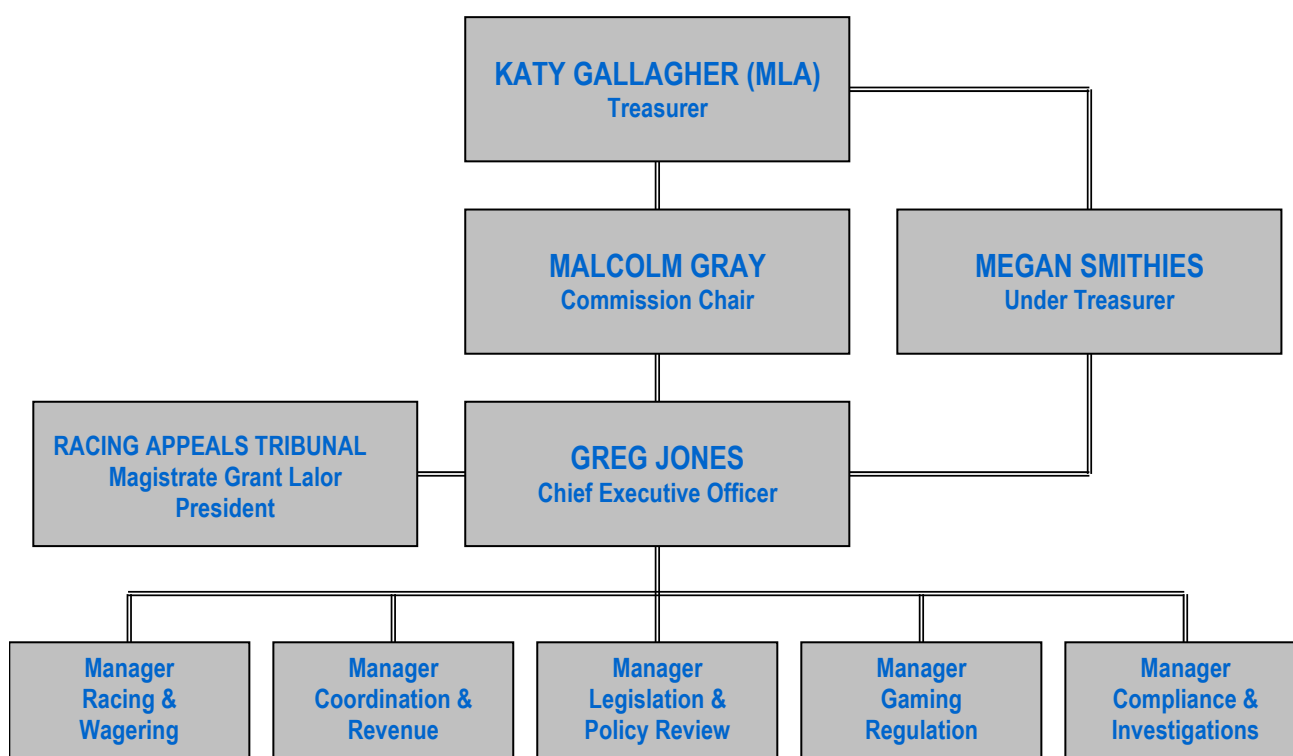 KATY GALLAGHER (MLA)
Treasurer
MALCOLM GRAY
Commission Chair
MEGAN SMITHIES
Under Treasurer
RACING APPEALS TRIBUNAL
Magistrate Grant Lalor
President
GREG JONES
Chief Executive Officer
Manager
Racing &
Wagering
Manager
Coordination &
Revenue
Manager
Legislation &
Policy Review
Manager
Gaming
Regulation
Manager
Compliance &
Investigations